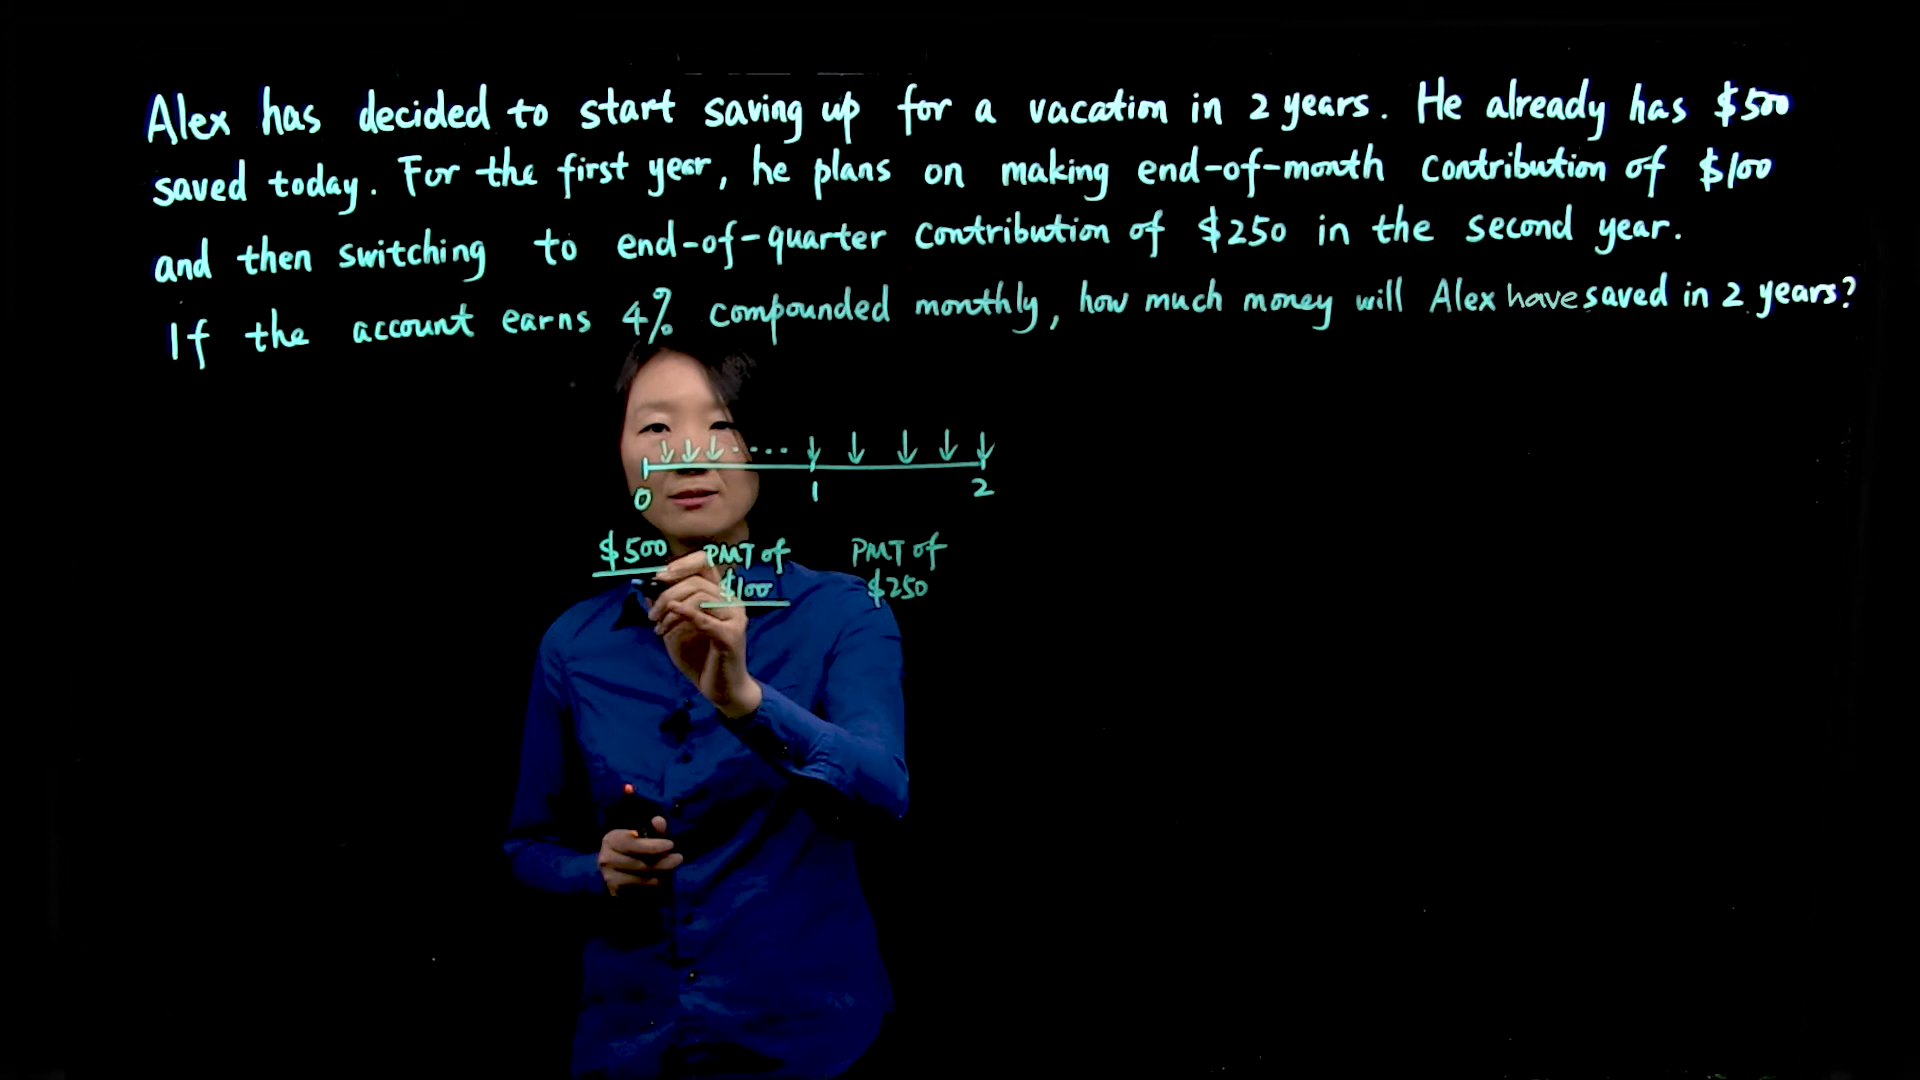 Alex has decided to start saving up for a vacation in 2 years. He already has $500
saved today. For the first year, he plans on making end-of-month contribution of $100
and then switching to end-of-quarter contribution of $250 in the second year.
If the account earns 4% compounded monthly, how much money will Alex have saved in 2 years?
0 1 2
$500 PMT of PMT of
$100 $250